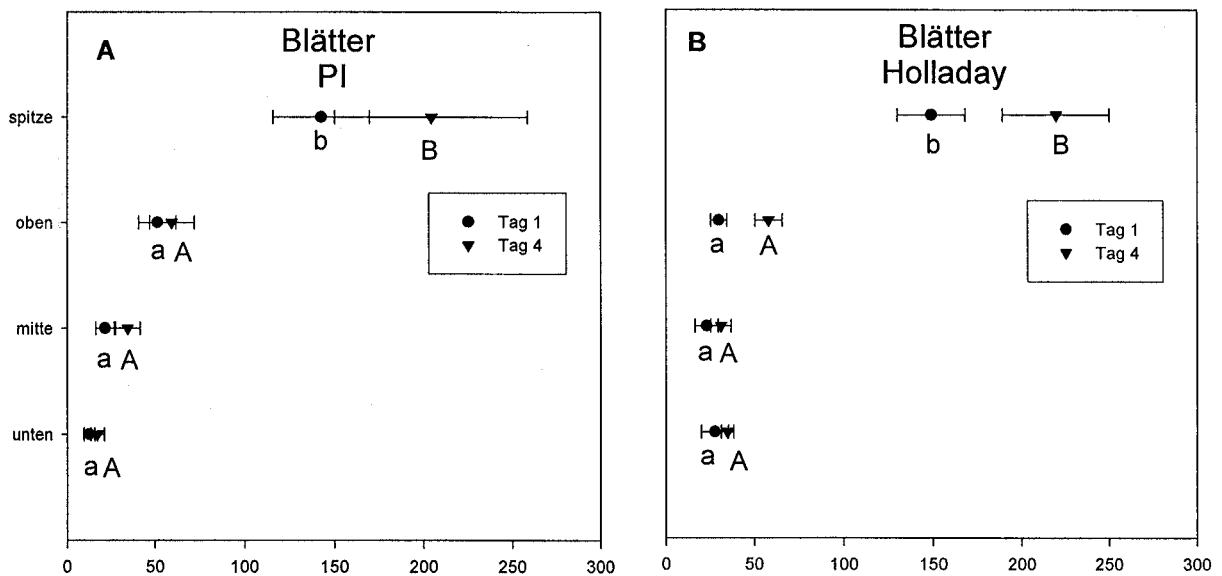 A
Blätter
PI
spitze
b
B
oben
a A
Tag 1
Tag 4
mitte
a A
unten
a A
0 50 100 150 200 250 300
B
Blätter
Holladay
b
B
a A
Tag 1
Tag 4
a A
a A
0 50 100 150 200 250 300